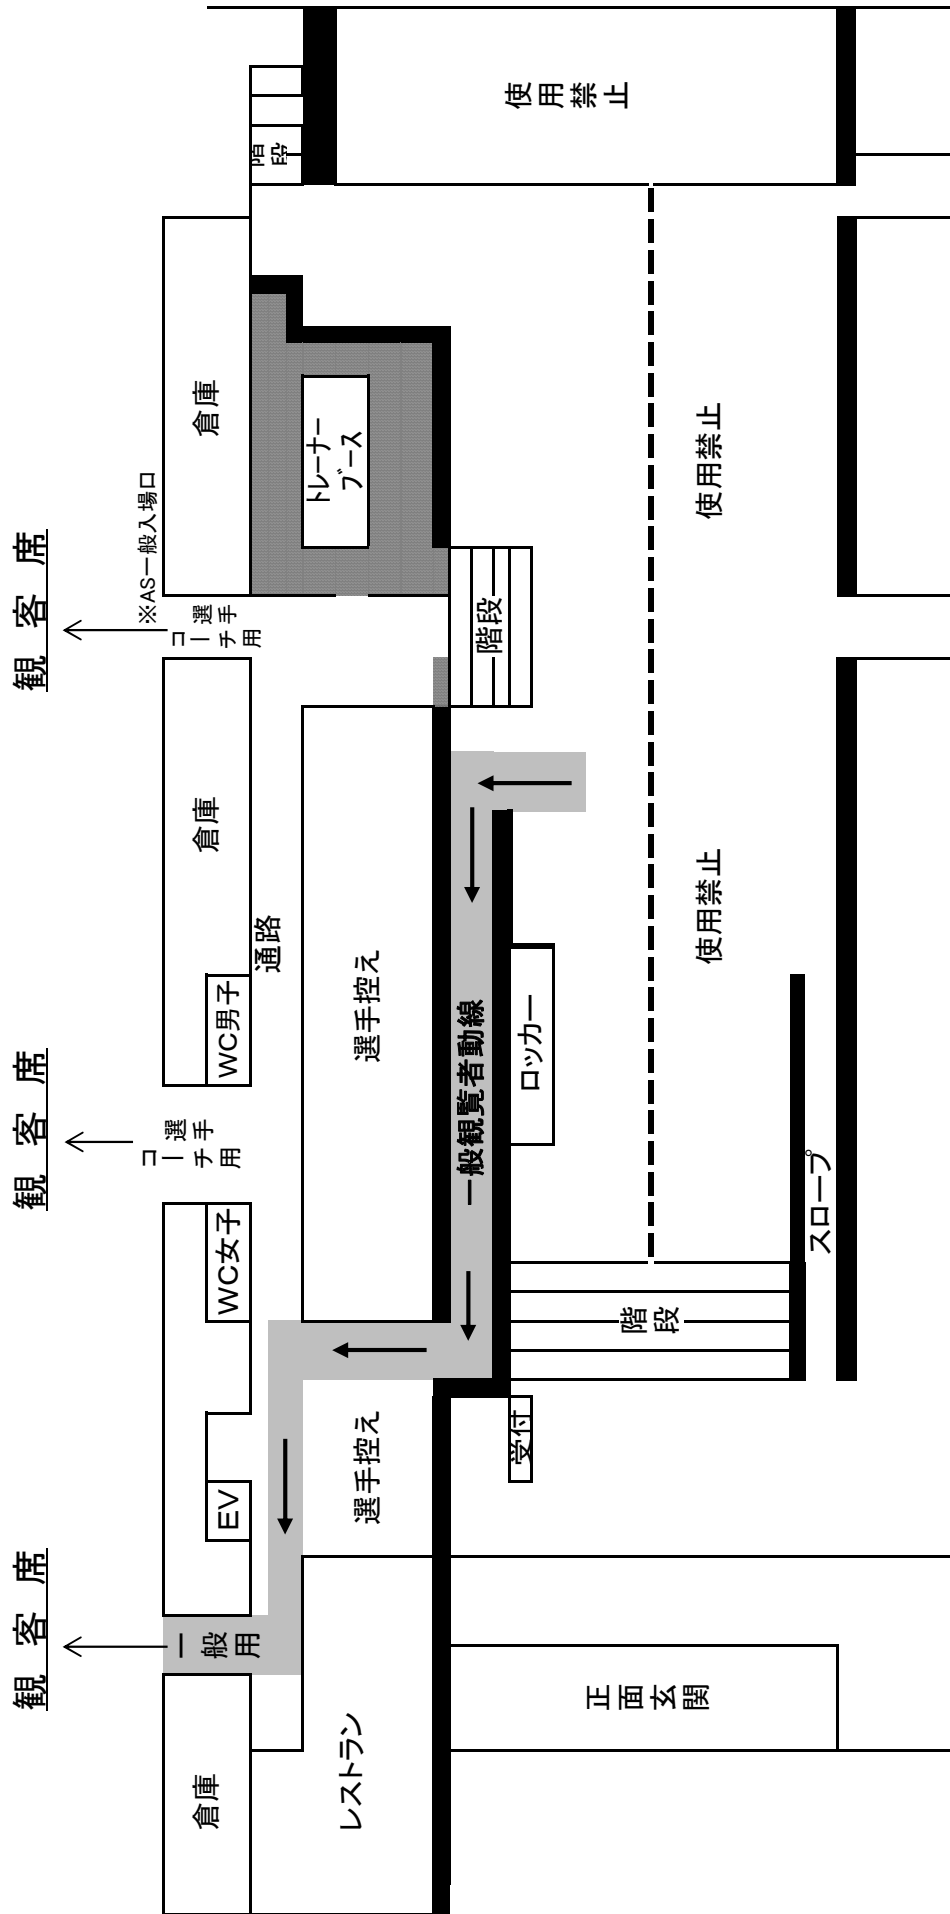 観客席
観客席
観客席
※AS一般入場口
コーチ
選手用
コーチ
選手用
一般用
倉庫
倉庫
倉庫
WC男子
WC女子
EV
階段
通路
トレーナー
ブース
選手控え
選手控え
レストラン
一般観覧者動線
階段
ロッカー
受付
階段
正面玄関
使用禁止
使用禁止
使用禁止
スロープ